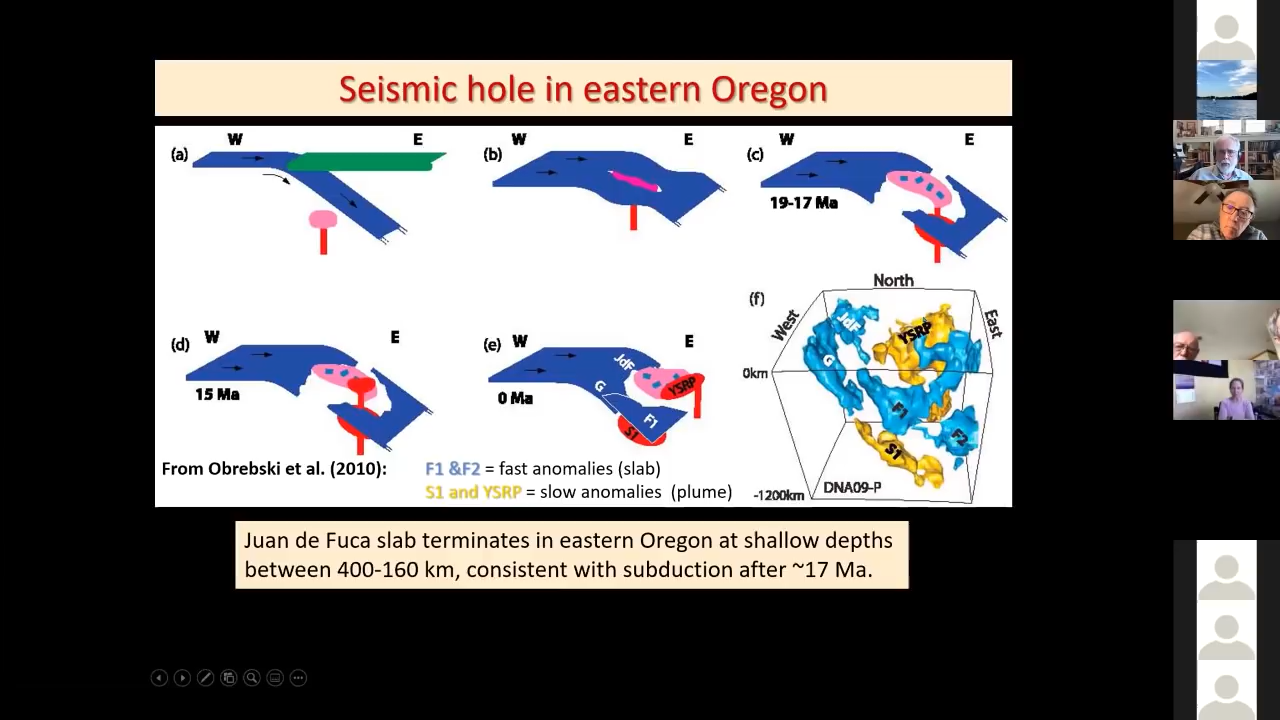 Seismic hole in eastern Oregon
(a)
W
E
(b)
W
E
(c)
W
E
19-17 Ma
(d)
W
E
15 Ma
(e)
W
E
JdF
G
YSRP
F1
S1
0 Ma
(f)
North
West
East
JdF
YSRP
G
0km
F1
F2
S1
-1200km
DNA09-P
From Obrebski et al. (2010):
F1 &F2 = fast anomalies (slab)
S1 and YSRP = slow anomalies (plume)
Juan de Fuca slab terminates in eastern Oregon at shallow depths
between 400-160 km, consistent with subduction after ~17 Ma.